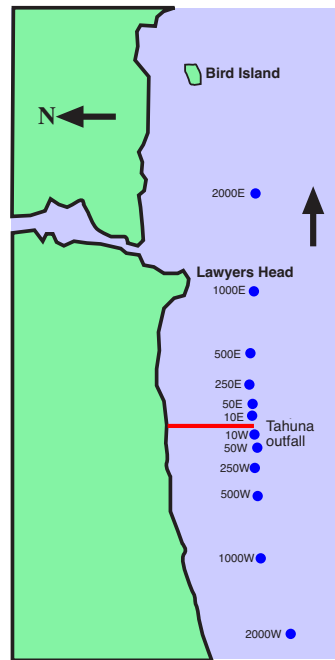 Bird Island
N
2000E
Lawyers Head
1000E
500E
250E
50E
10E
Tahuna
outfall
10W
50W
250W
500W
1000W
2000W